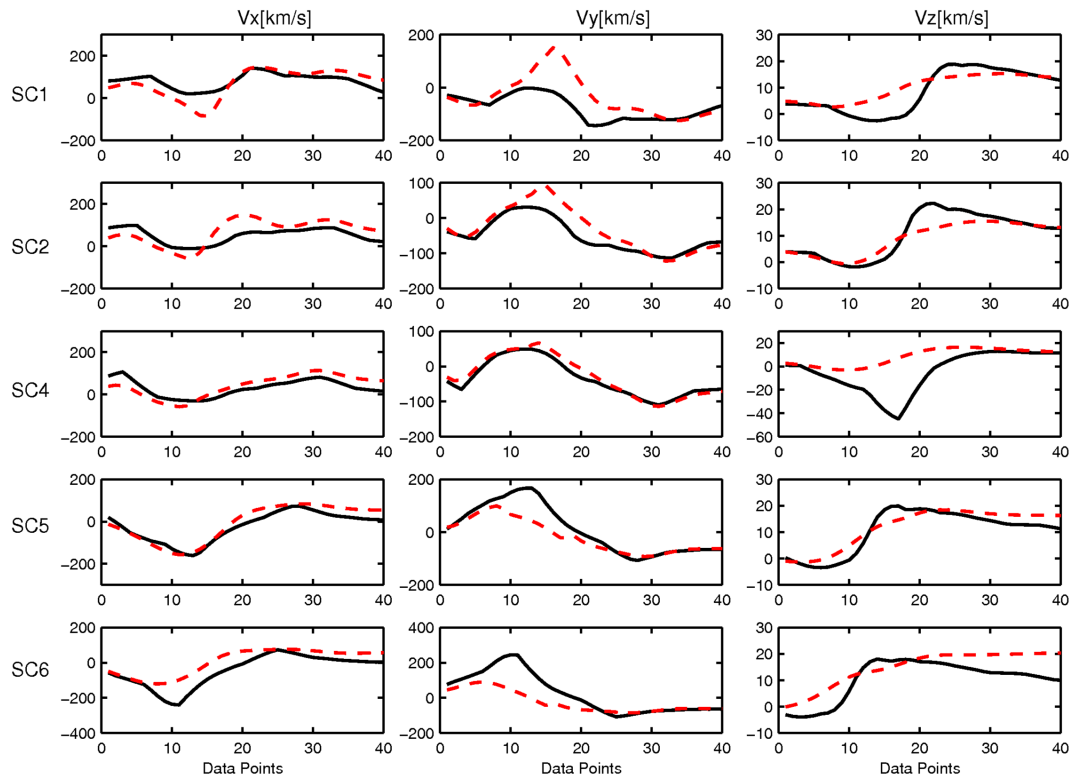 Vx[km/s] Vy[km/s] Vz[km/s]
SC1
200 0 −200
0 10 20 30 40
200 100 0 −100 −200
0 10 20 30 40
30 20 10 0 −10
0 10 20 30 40
SC2
200 0 −200
0 10 20 30 40
100 0 −100 −200
0 10 20 30 40
30 20 10 0 −10
0 10 20 30 40
SC4
200 0 −200
0 10 20 30 40
100 0 −100 −200
0 10 20 30 40
20 0 −20 −40 −60
0 10 20 30 40
SC5
200 0 −200
0 10 20 30 40
200 0 −200
0 10 20 30 40
30 20 10 0 −10
0 10 20 30 40
SC6
200 0 −200 −400
0 10 20 30 40
400 200 0 −200
0 10 20 30 40
30 20 10 0 −10
0 10 20 30 40
Data Points Data Points Data Points